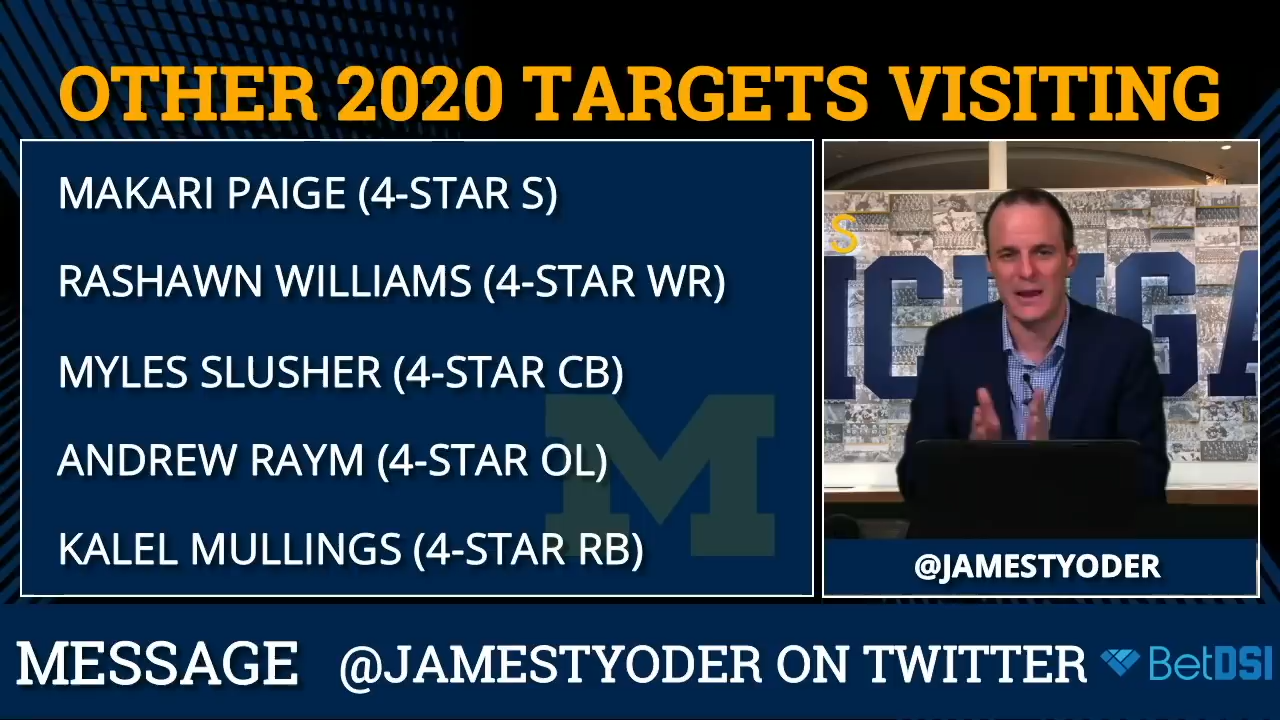 OTHER 2020 TARGETS VISITING
MAKARI PAIGE (4-STAR S)
RASHAWN WILLIAMS (4-STAR WR)
MYLES SLUSHER (4-STAR CB)
ANDREW RAYM (4-STAR OL)
KALEL MULLINGS (4-STAR RB)
M
S
ICHIGA
@JAMESTYODER
MESSAGE @JAMESTYODER ON TWITTER BetDSI